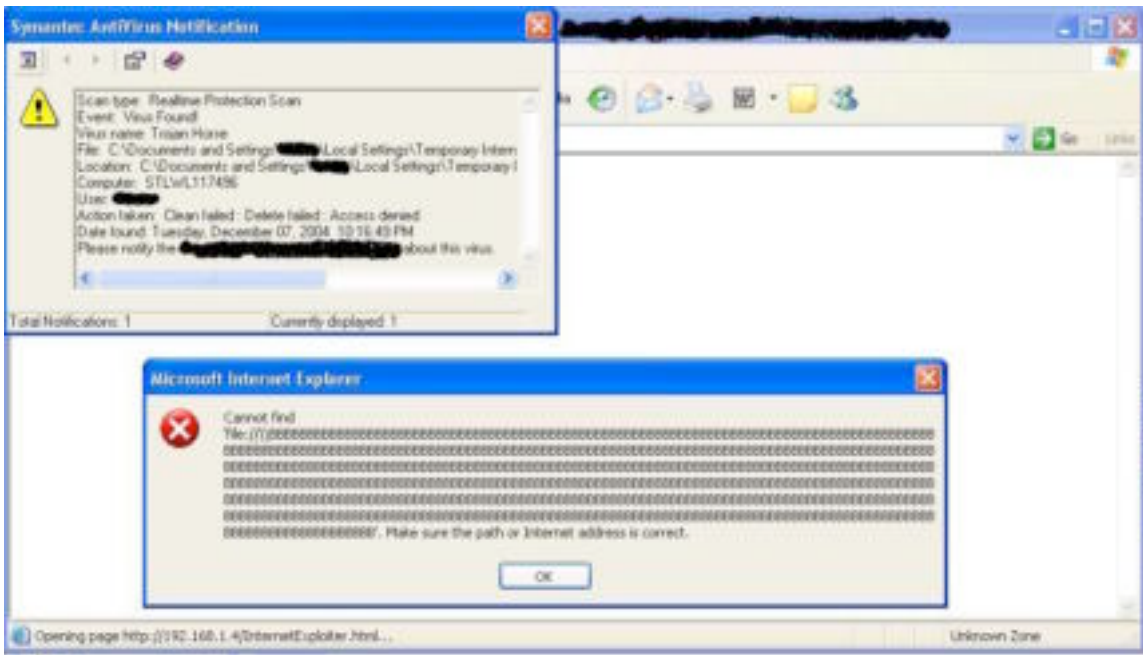 Symantec AntiVirus Notification
Scan type: Realtime Protection Scan
Event: Virus Found!
Virus name: Trojan Horse
File: C:\Documents and Settings\ \Local Settings\Temporary Intern
Location: C:\Documents and Settings\ \Local Settings\Temporary I
Computer: STLWL117496
User:
Action taken: Clean failed : Delete failed : Access denied
Date found: Tuesday, December 07, 2004 10:16:49 PM
Please notify the about this virus.
Total Notifications: 1 Currently displayed: 1
Go Links
Microsoft Internet Explorer
Cannot find
'file:///
'. Make sure the path or Internet address is correct.
OK
Opening page http://192.168.1.4/InternetExploiter.html...
Unknown Zone